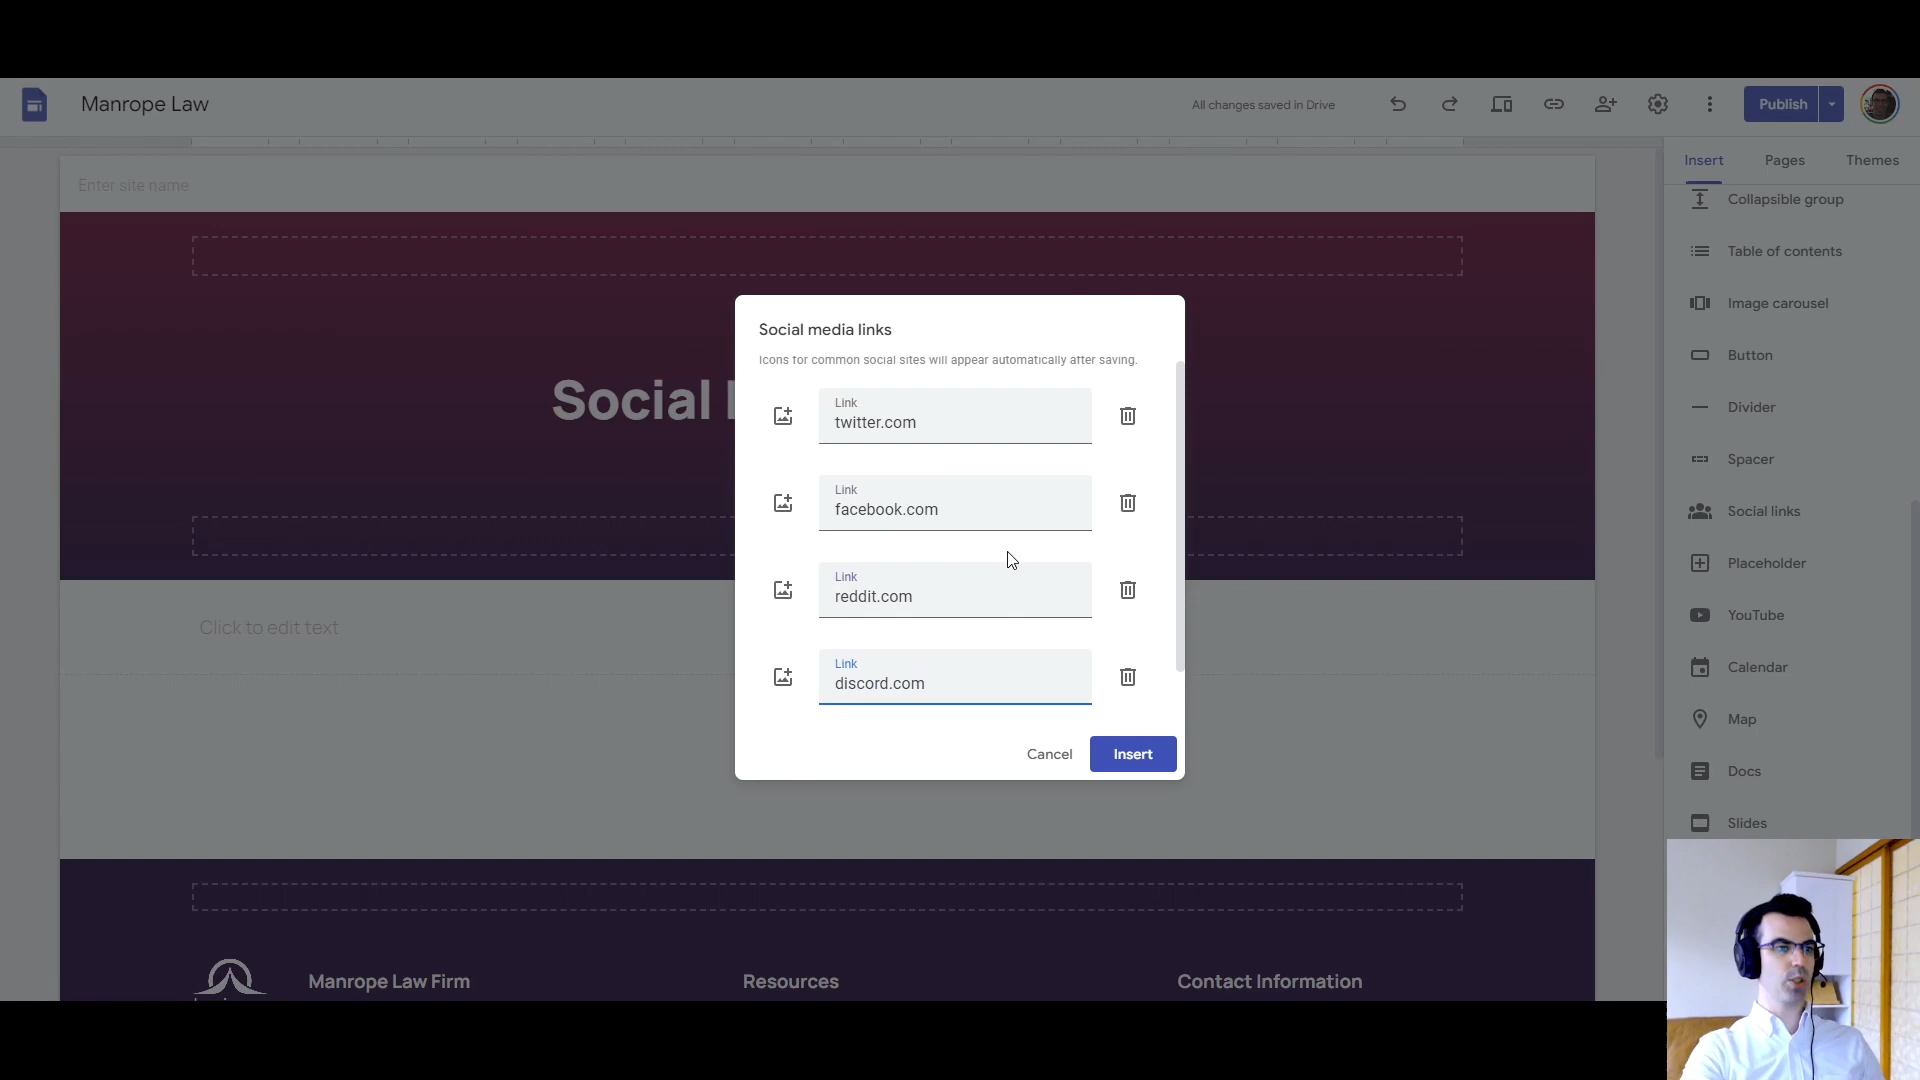 Manrope Law
All changes saved in Drive
Publish
Insert
Pages
Themes
Enter site name
Collapsible group
Table of contents
Image carousel
Button
Divider
Spacer
Social links
Placeholder
YouTube
Calendar
Map
Docs
Slides
Social
Social media links
Icons for common social sites will appear automatically after saving.
Link
twitter.com
Link
facebook.com
Link
reddit.com
Link
discord.com
Cancel
Insert
Click to edit text
Manrope Law Firm
Resources
Contact Information